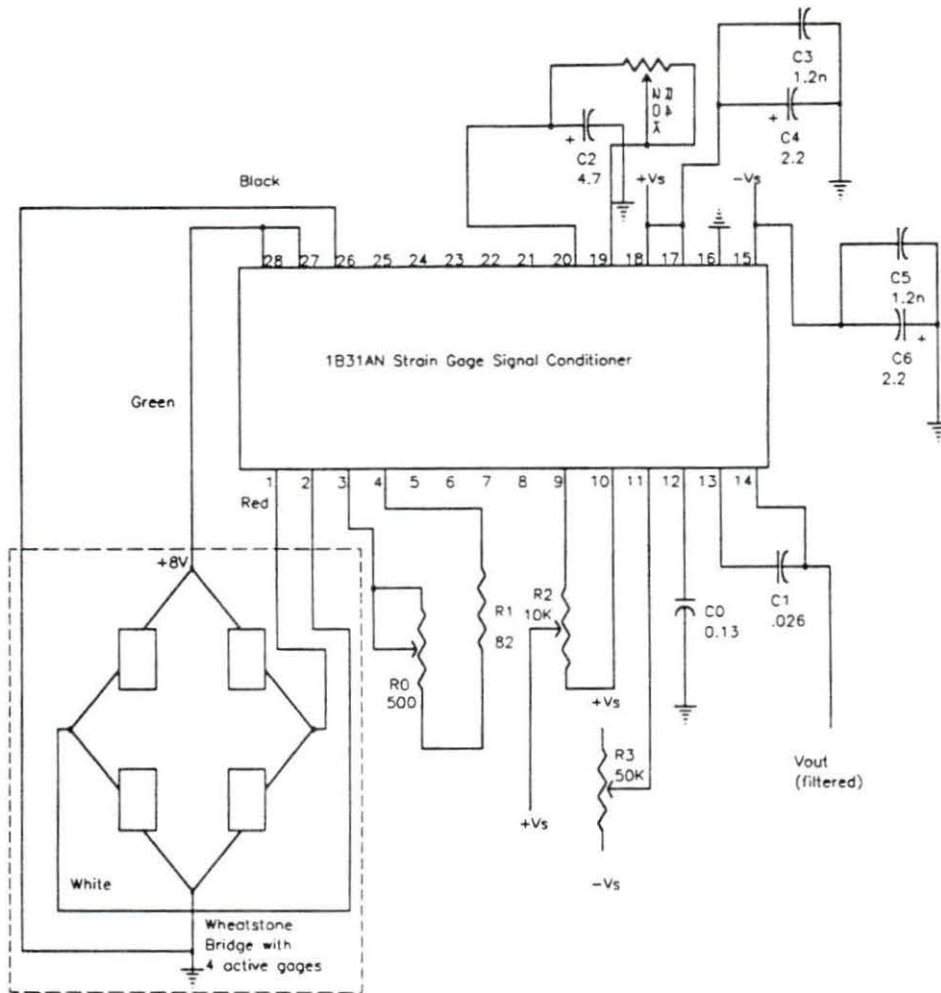 C3
1.2n
C4
2.2
R4
20K
C2
4.7
+Vs
-Vs
Black
28 27 26 25 24 23 22 21 20 19 18 17 16 15
C5
1.2n
C6
2.2
1B31AN Strain Gage Signal Conditioner
Green
1 2 3 4 5 6 7 8 9 10 11 12 13 14
Red
+8V
R0
500
R1
82
R2
10K
C0
0.13
C1
.026
+Vs
R3
50K
+Vs
-Vs
Vout
(filtered)
White
Wheatstone
Bridge with
4 active gages
+
+
+